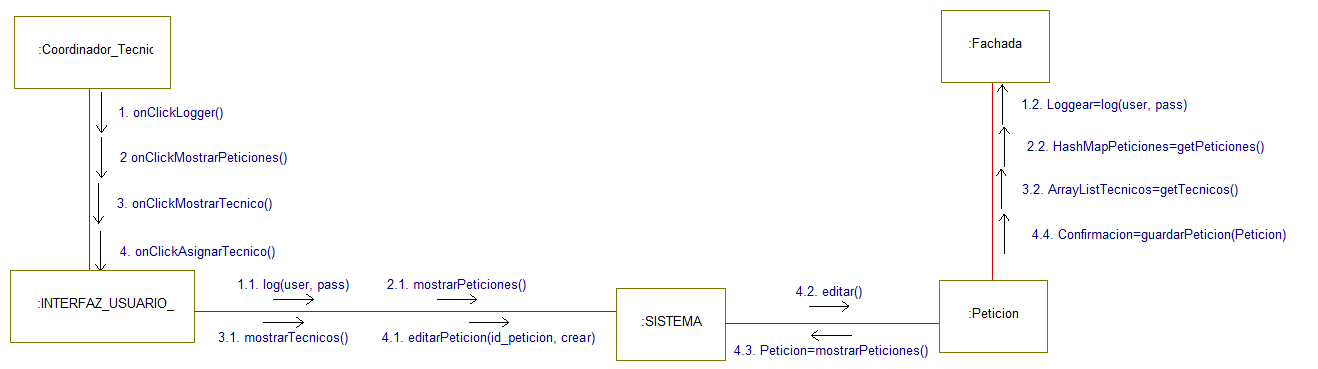 :Coordinador_Tecnic
:Fachada
1. onClickLogger()
2 onClickMostrarPeticiones()
3. onClickMostrarTecnico()
4. onClickAsignarTecnico()
1.2. Loggear=log(user, pass)
2.2. HashMapPeticiones=getPeticiones()
3.2. ArrayListTecnicos=getTecnicos()
4.4. Confirmacion=guardarPeticion(Peticion)
:INTERFAZ_USUARIO_
1.1. log(user, pass)
2.1. mostrarPeticiones()
3.1. mostrarTecnicos()
4.1. editarPeticion(id_peticion, crear)
:SISTEMA
4.2. editar()
4.3. Peticion=mostrarPeticiones()
:Peticion